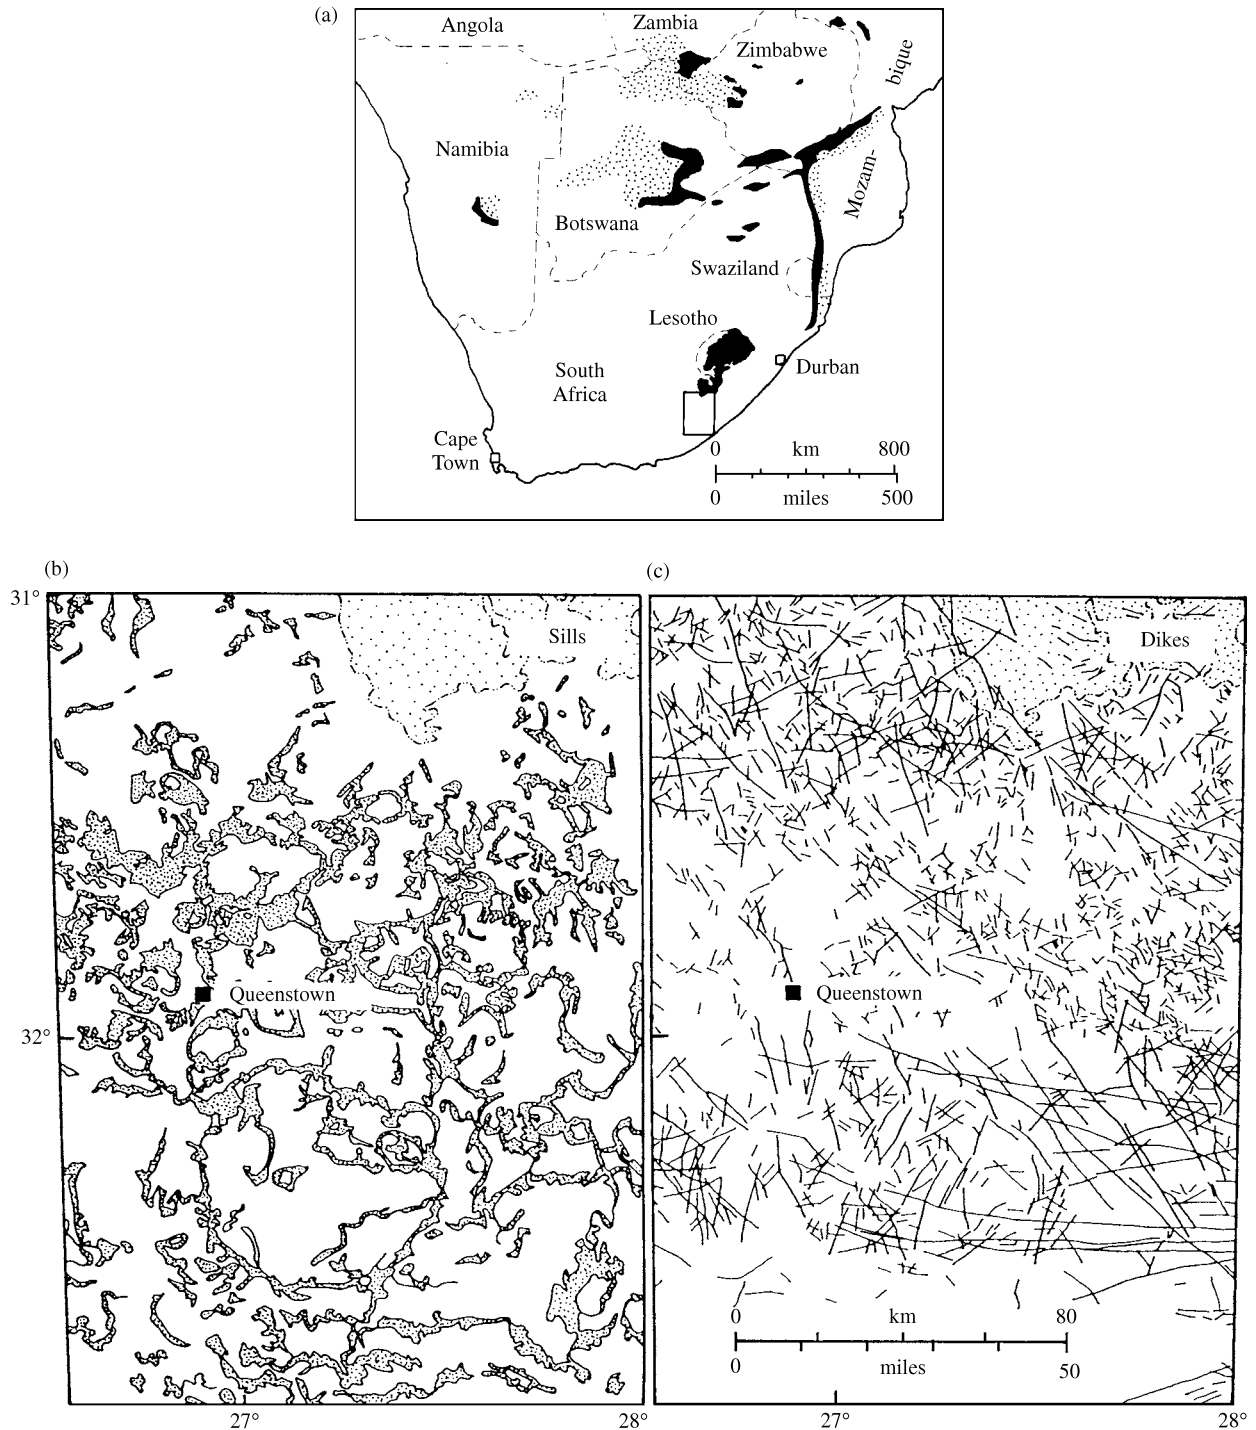 (a)
Angola
Zambia
Zimbabwe
bique
Namibia
Mozam-
Botswana
Swaziland
Lesotho
South
Africa
Durban
Cape
Town
0 km 800
0 miles 500
(b)
(c)
31°
Sills
Dikes
Queenstown
Queenstown
32°
0 km 80
0 miles 50
27°
28°
27°
28°